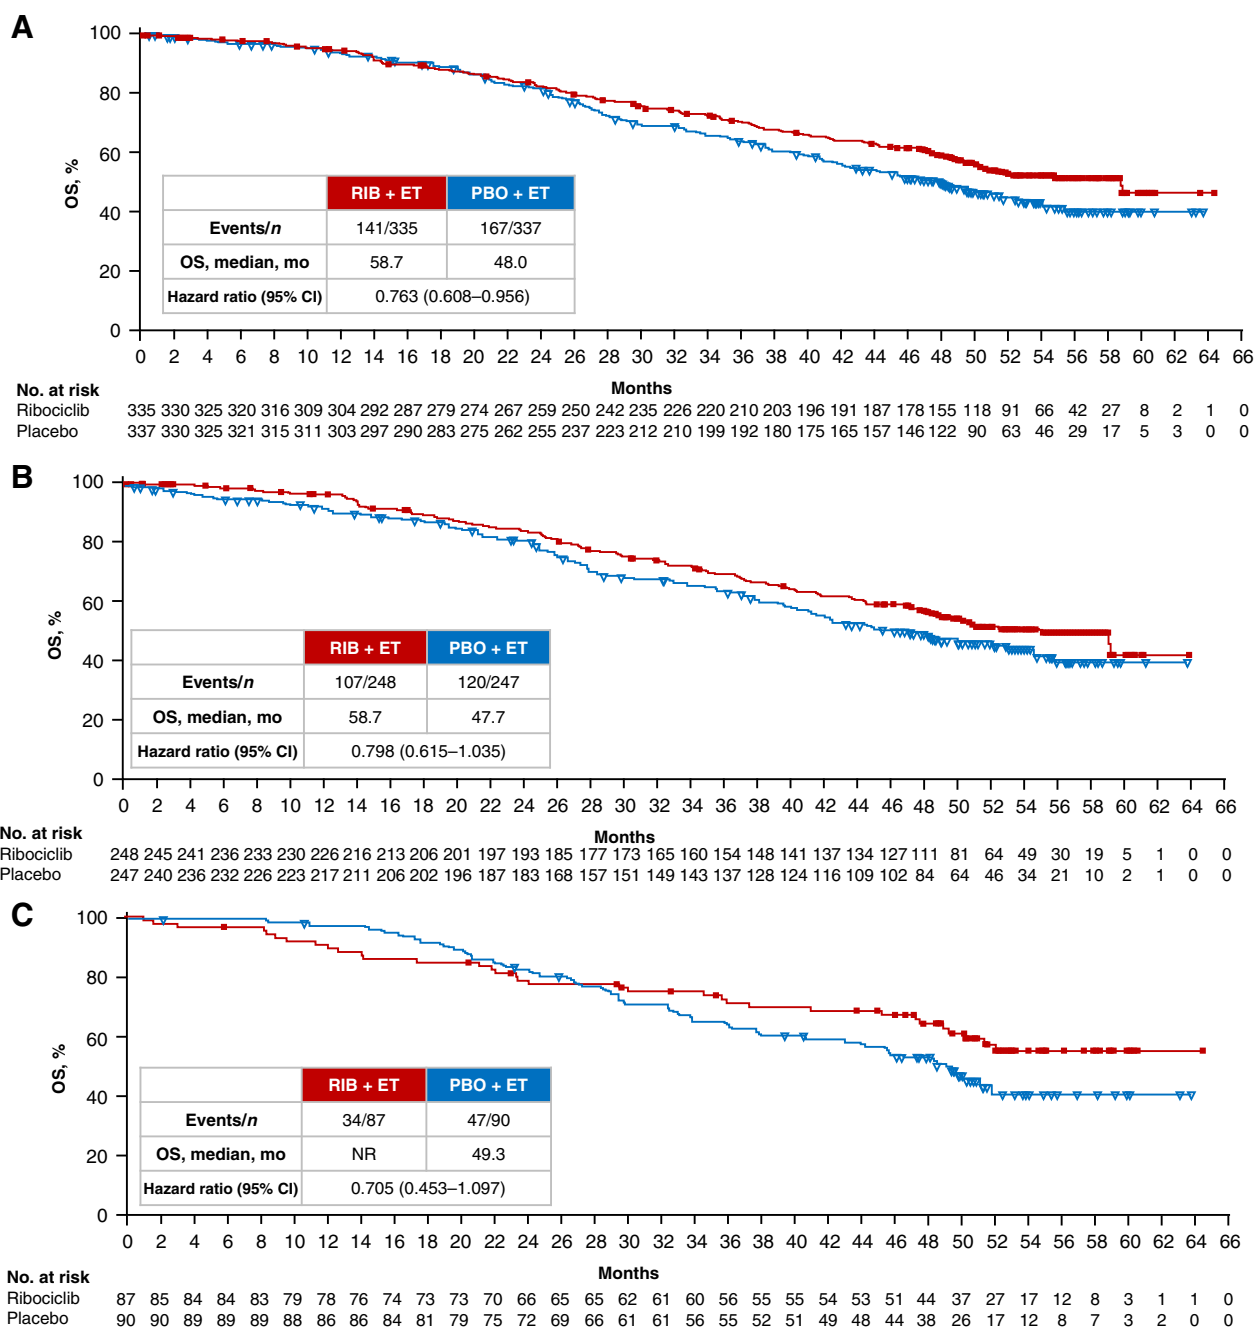 A
100
80
60
40
20
0
OS, %
RIB + ET PBO + ET
Events/n 141/335 167/337
OS, median, mo 58.7 48.0
Hazard ratio (95% CI) 0.763 (0.608–0.956)
0 2 4 6 8 10 12 14 16 18 20 22 24 26 28 30 32 34 36 38 40 42 44 46 48 50 52 54 56 58 60 62 64 66
Months
No. at risk
Ribociclib 335 330 325 320 316 309 304 292 287 279 274 267 259 250 242 235 226 220 210 203 196 191 187 178 155 118 91 66 42 27 8 2 1 0
Placebo 337 330 325 321 315 311 303 297 290 283 275 262 255 237 223 212 210 199 192 180 175 165 157 146 122 90 63 46 29 17 5 3 0 0
B
100
80
60
40
20
0
OS, %
RIB + ET PBO + ET
Events/n 107/248 120/247
OS, median, mo 58.7 47.7
Hazard ratio (95% CI) 0.798 (0.615–1.035)
0 2 4 6 8 10 12 14 16 18 20 22 24 26 28 30 32 34 36 38 40 42 44 46 48 50 52 54 56 58 60 62 64 66
Months
No. at risk
Ribociclib 248 245 241 236 233 230 226 216 213 206 201 197 193 185 177 173 165 160 154 148 141 137 134 127 111 81 64 49 30 19 5 1 0 0
Placebo 247 240 236 232 226 223 217 211 206 202 196 187 183 168 157 151 149 143 137 128 124 116 109 102 84 64 46 34 21 10 2 1 0 0
C
100
80
60
40
20
0
OS, %
RIB + ET PBO + ET
Events/n 34/87 47/90
OS, median, mo NR 49.3
Hazard ratio (95% CI) 0.705 (0.453–1.097)
0 2 4 6 8 10 12 14 16 18 20 22 24 26 28 30 32 34 36 38 40 42 44 46 48 50 52 54 56 58 60 62 64 66
Months
No. at risk
Ribociclib 87 85 84 84 83 79 78 76 74 73 73 70 66 65 65 62 61 60 56 55 55 54 53 51 44 37 27 17 12 8 3 1 1 0
Placebo 90 90 89 89 89 88 86 86 84 81 79 75 72 69 66 61 61 56 55 52 51 49 48 44 38 26 17 12 8 7 3 2 0 0